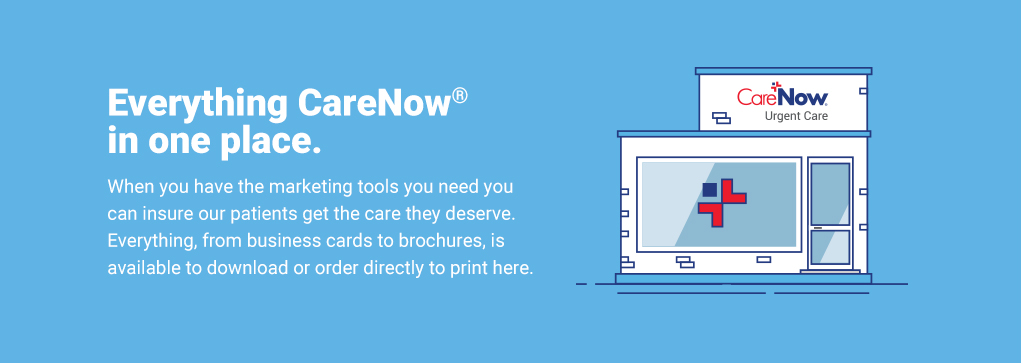 Everything CareNow®
in one place.
When you have the marketing tools you need you
can insure our patients get the care they deserve.
Everything, from business cards to brochures, is
available to download or order directly to print here.
CareNow®
Urgent Care